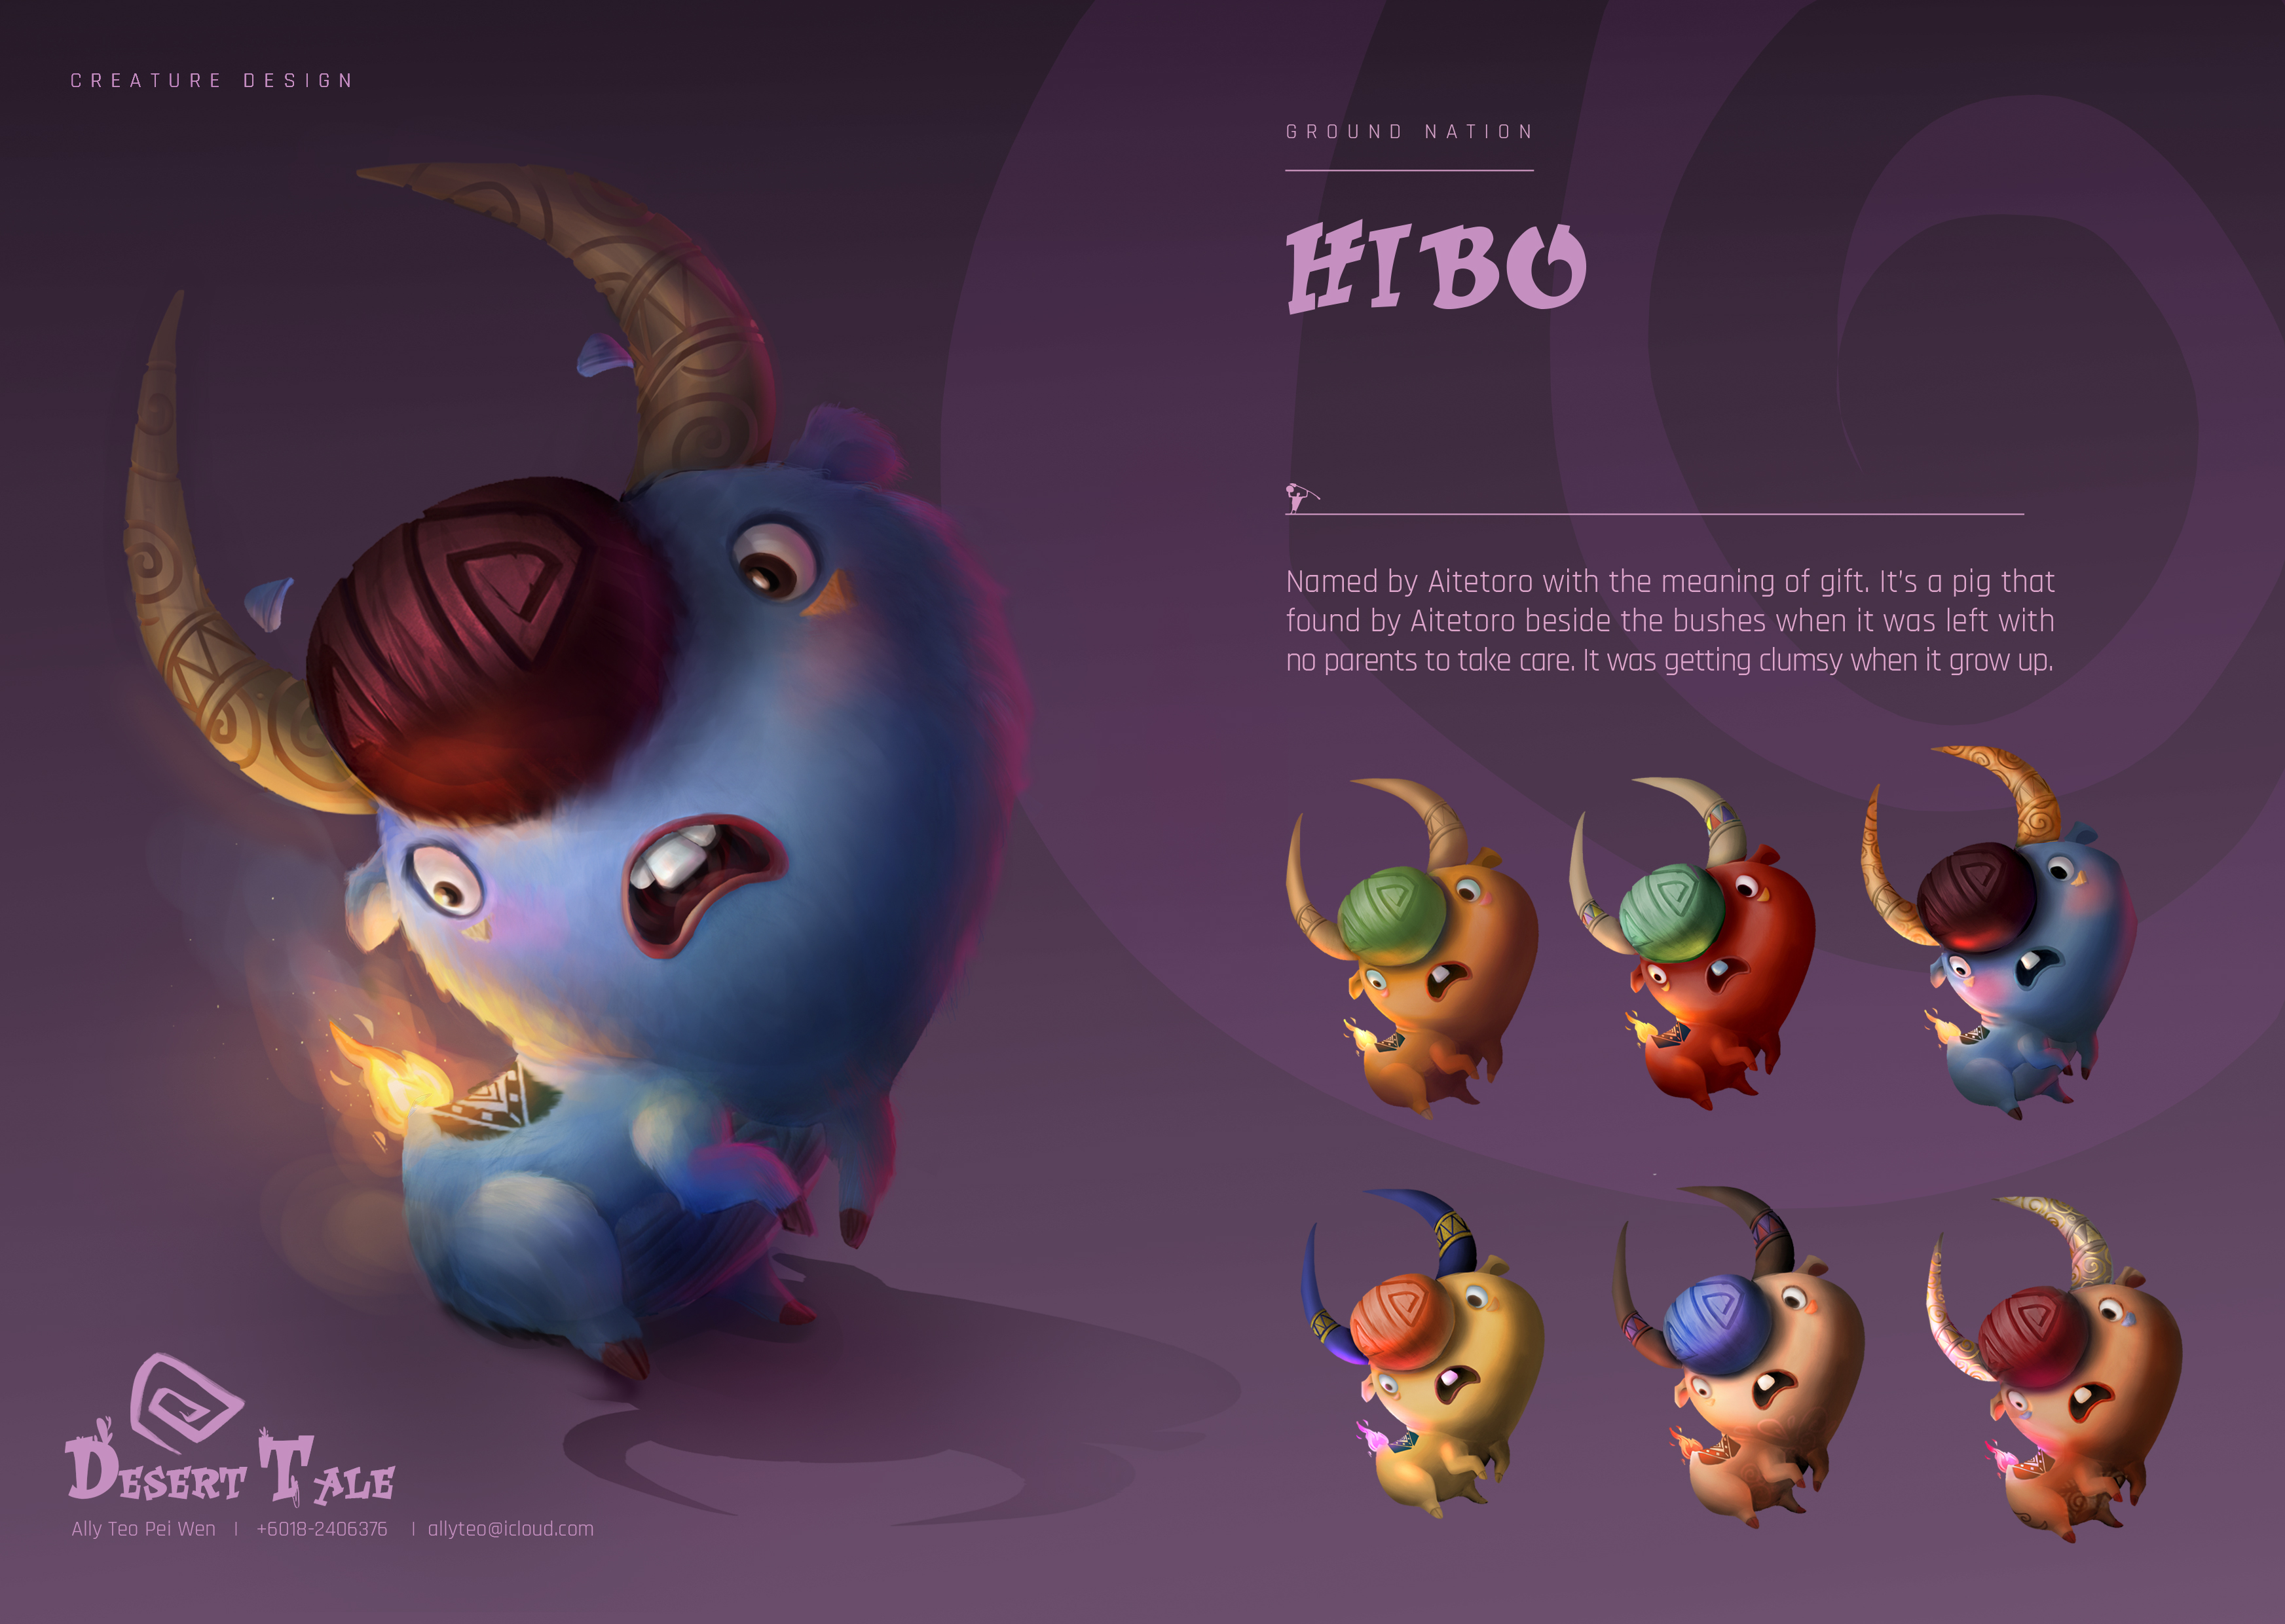 CREATURE DESIGN
GROUND NATION
HIBO
Named by Aitetoro with the meaning of gift. It's a pig that
found by Aitetoro beside the bushes when it was left with
no parents to take care. It was getting clumsy when it grow up.
DESERT TALE
Ally Teo Pei Wen | +6018-2406376 | allyteo@icloud.com